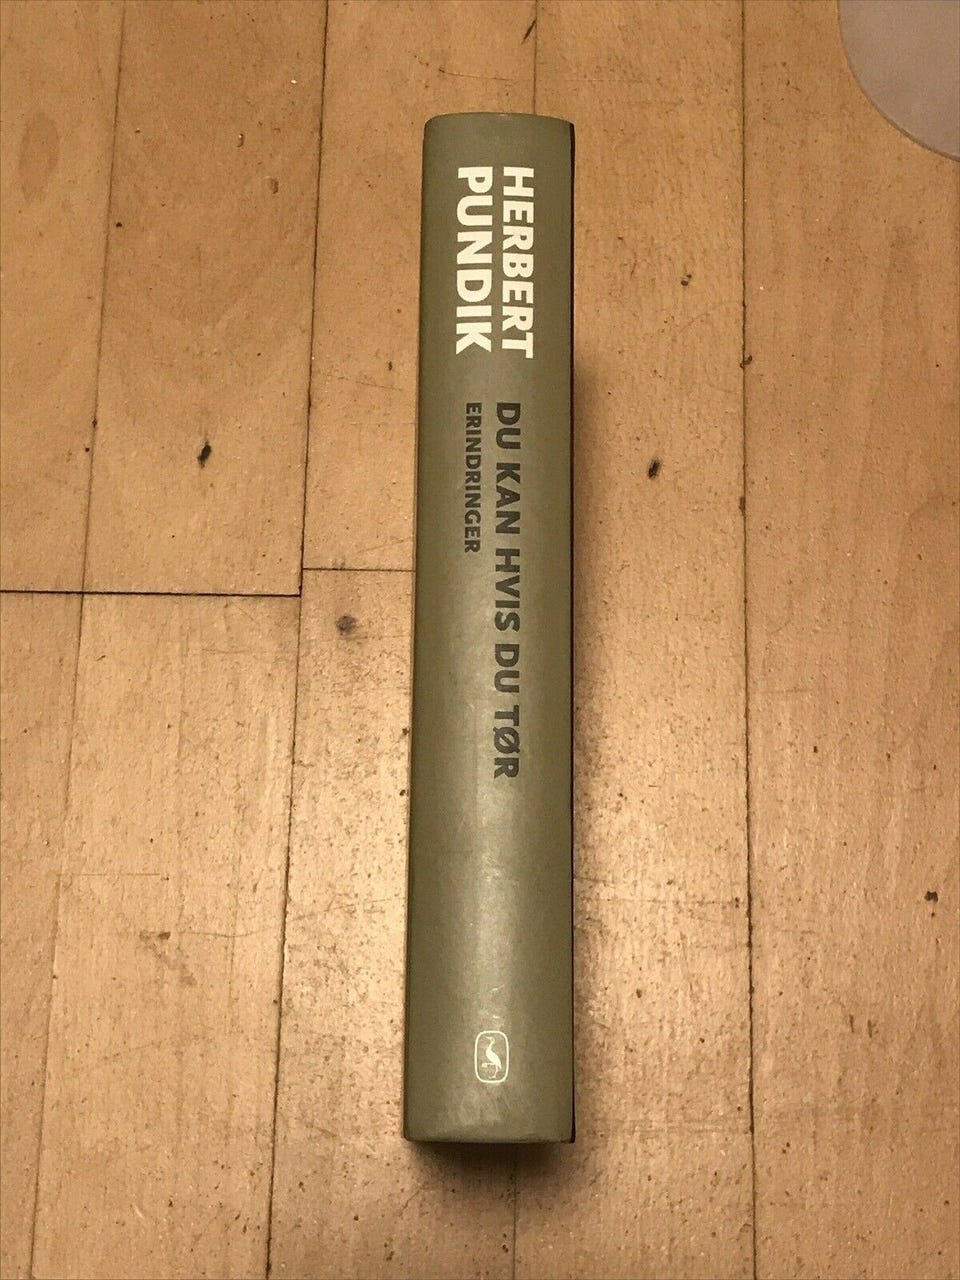 HERBERT
PUNDIK
DU KAN HVIS DU TØR
ERINDRINGER